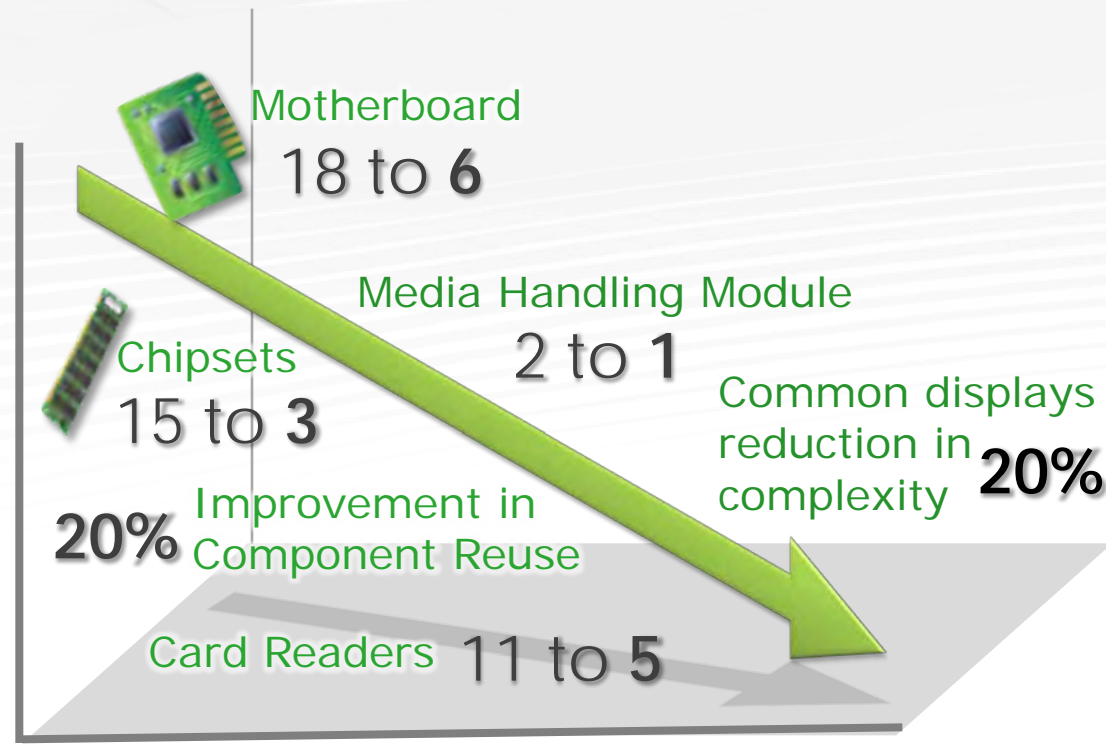 Motherboard
18 to 6
Media Handling Module
2 to 1
Chipsets
15 to 3
Common displays
reduction in
complexity 20%
20% Improvement in
Component Reuse
Card Readers 11 to 5